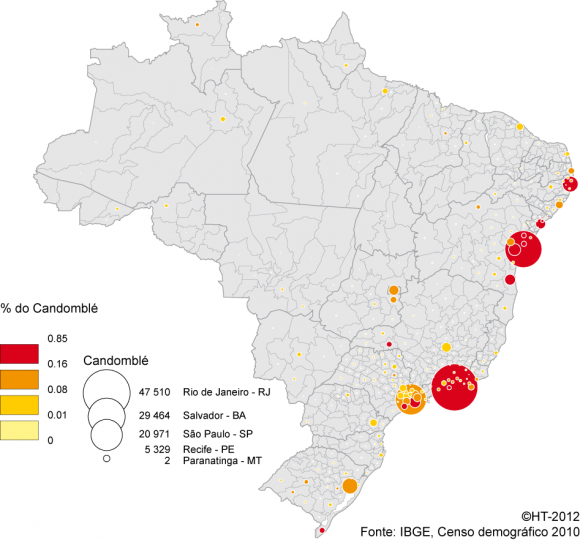 % do Candomblé
0.85
0.16
0.08
0.01
0
Candomblé
47 510 Rio de Janeiro - RJ
29 464 Salvador - BA
20 971 São Paulo - SP
5 329 Recife - PE
2 Paranatinga - MT
©HT-2012
Fonte: IBGE, Censo demográfico 2010